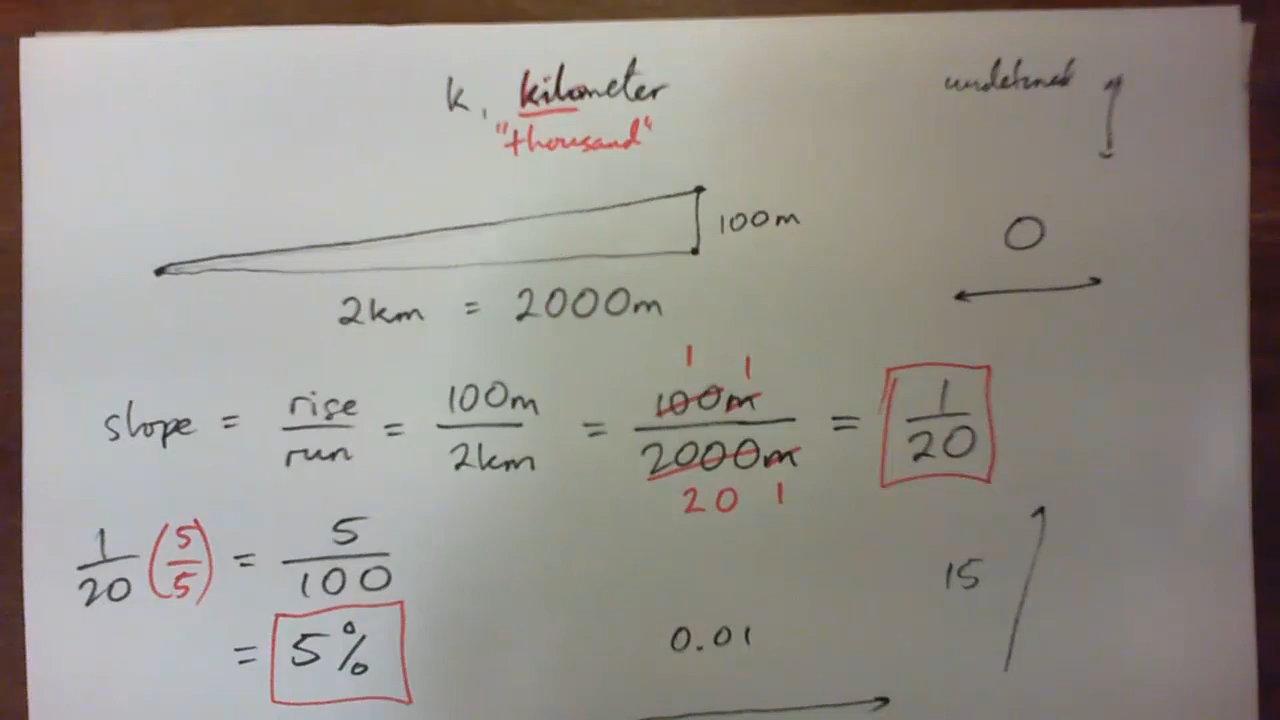 k, kilometer
"thousand"
undefined
100m
0
2km = 2000m
slope = rise/run = 100m/2km = 100m/2000m = 1/20
1 1
20 1
1/20 (5/5) = 5/100
= 5%
15
0.01